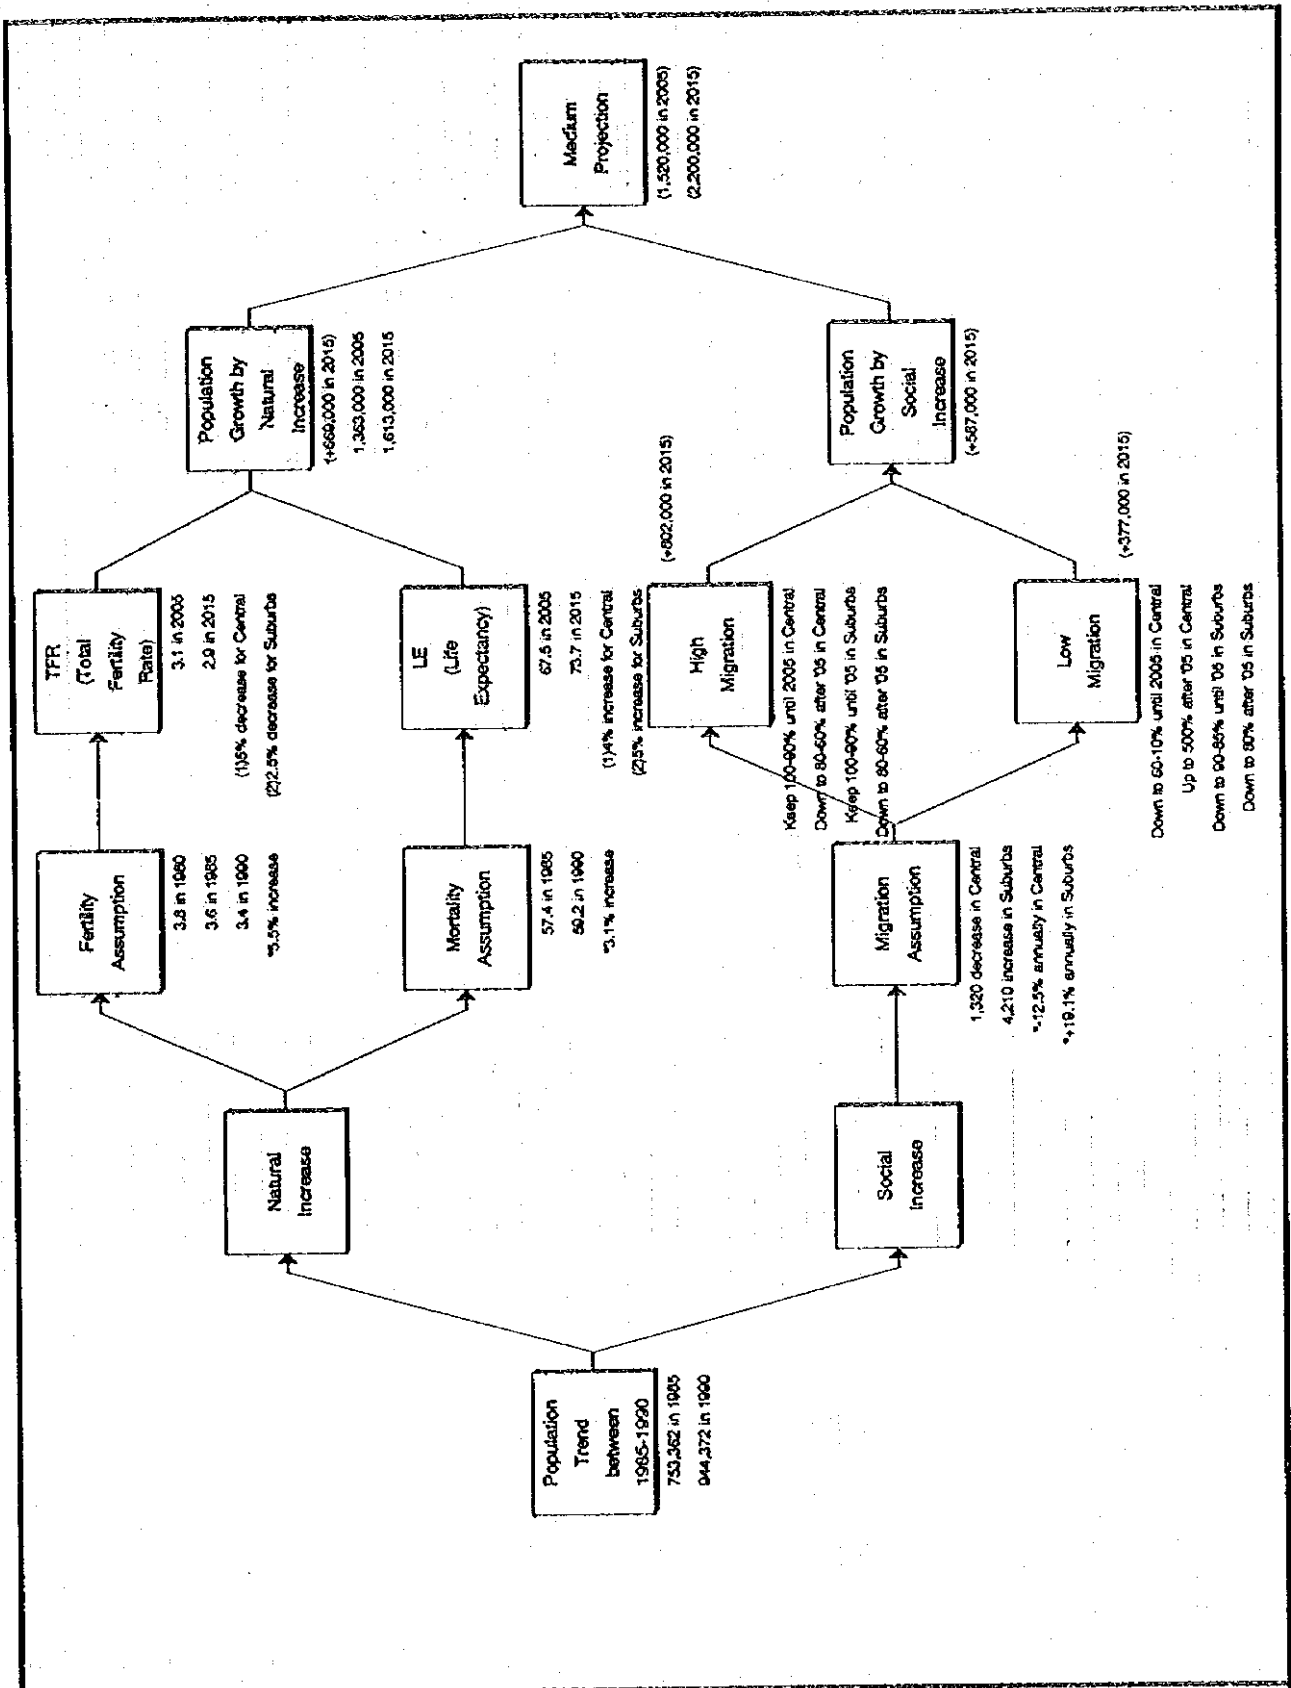 Population
Trend
between
1985-1990
753,362 in 1985
944,372 in 1990
Natural
Increase
Social
Increase
Fertility
Assumption
3.8 in 1980
3.6 in 1985
3.4 in 1990
*5.5% increase
Mortality
Assumption
57.4 in 1985
59.2 in 1990
*3.1% increase
Migration
Assumption
1,320 decrease in Central
4,210 increase in Suburbs
*-12.5% annually in Central
*+19.1% annually in Suburbs
TFR
(Total
Fertility
Rate)
3.1 in 2005
2.9 in 2015
(1)5% decrease for Central
(2)2.5% decrease for Suburbs
LE
(Life
Expectancy)
67.5 in 2005
73.7 in 2015
(1)4% increase for Central
(2)5% increase for Suburbs
High
Migration
(+802,000 in 2015)
Keep 100-90% until 2005 in Central
Down to 80-60% after '05 in Central
Keep 100-90% until '05 in Suburbs
Down to 80-60% after '05 in Suburbs
Low
Migration
(+377,000 in 2015)
Down to 60-10% until 2005 in Central
Up to 500% after '05 in Central
Down to 90-85% until '05 in Suburbs
Down to 80% after '05 in Suburbs
Population
Growth by
Natural
Increase
(+669,000 in 2015)
1,363,000 in 2005
1,613,000 in 2015
Population
Growth by
Social
Increase
(+587,000 in 2015)
Medium
Projection
(1,520,000 in 2005)
(2,200,000 in 2015)